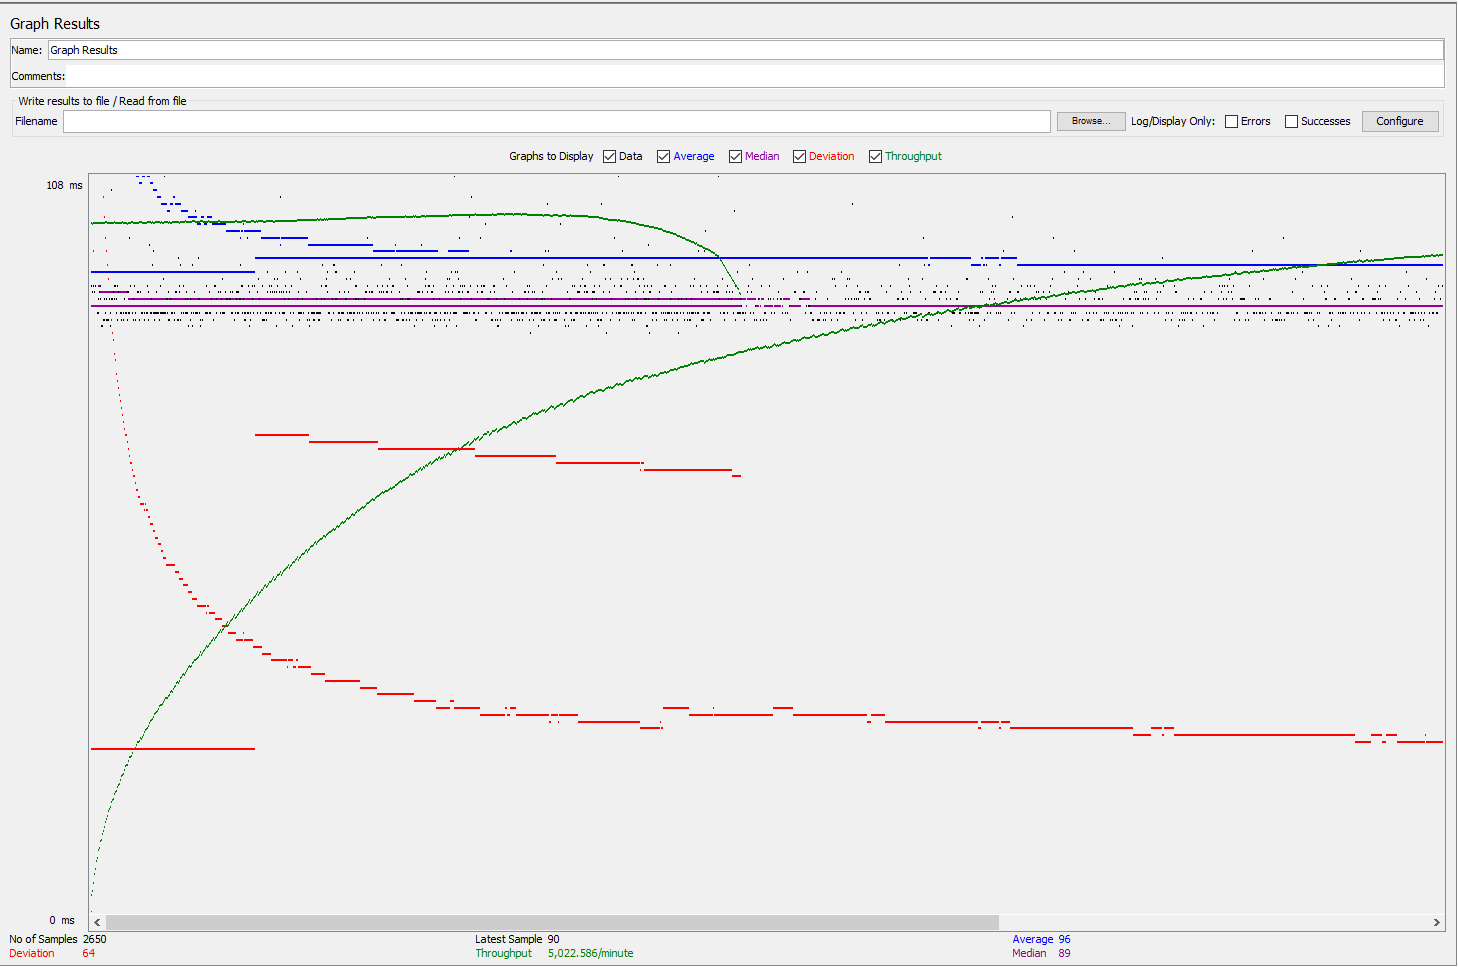 Graph Results
Name: Graph Results
Comments:
Write results to file / Read from file
Filename Browse... Log/Display Only: Errors Successes Configure
Graphs to Display Data Average Median Deviation Throughput
108 ms
0 ms
No of Samples 2650 Latest Sample 90 Average 96
Deviation 64 Throughput 5,022.586/minute Median 89